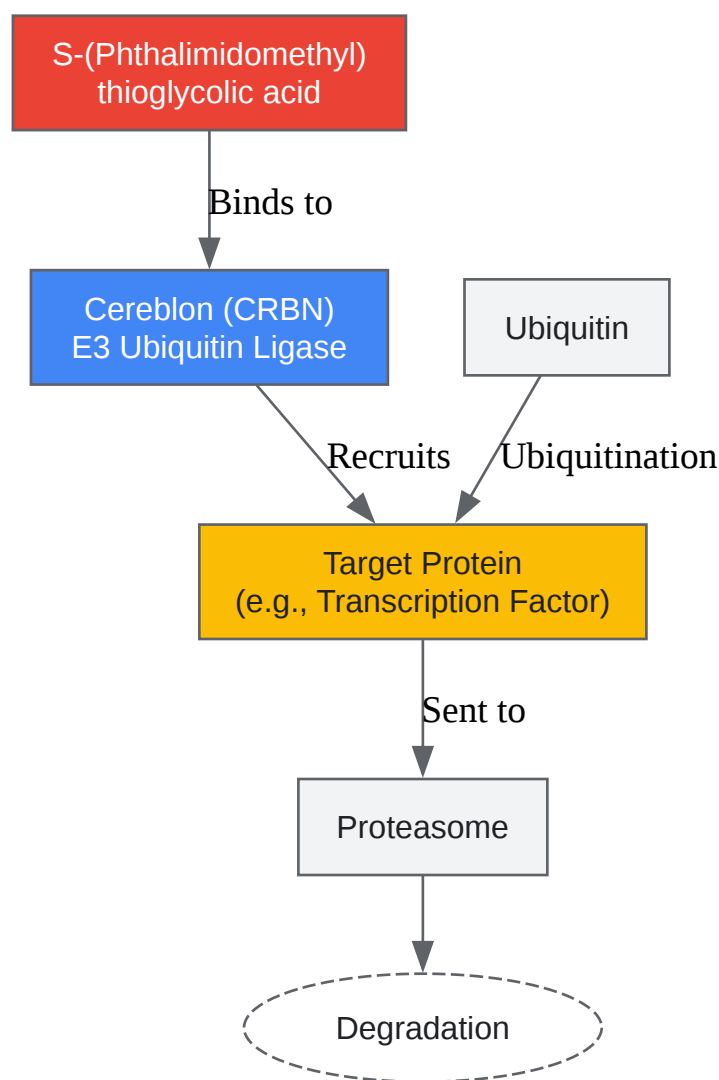 S-(Phthalimidomethyl)
thioglycolic acid
Binds to
Cereblon (CRBN)
E3 Ubiquitin Ligase
Ubiquitin
Recruits
Ubiquitination
Target Protein
(e.g., Transcription Factor)
Sent to
Proteasome
Degradation